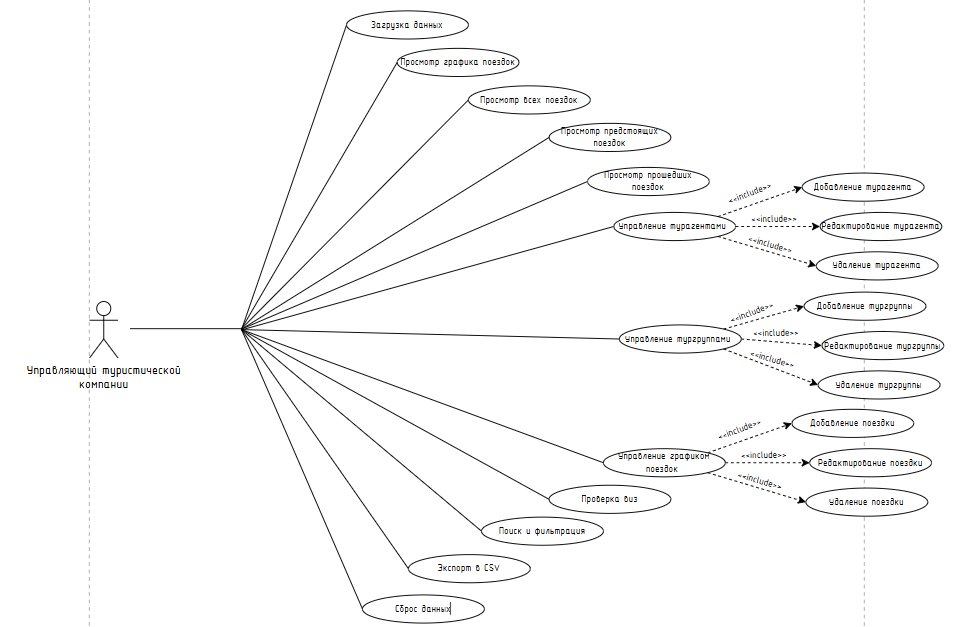 Загрузка данных
Просмотр графика поездок
Просмотр всех поездок
Просмотр предстоящих
поездок
Просмотр прошедших
поездок
Управление турагентами
<<include>>
Добавление турагента
<<include>>
Редактирование турагента
<<include>>
Удаление турагента
Управляющий туристической
компании
Управление тургруппами
<<include>>
Добавление тургруппы
<<include>>
Редактирование тургруппы
<<include>>
Удаление тургруппы
Управление графиком
поездок
<<include>>
Добавление поездки
<<include>>
Редактирование поездки
<<include>>
Удаление поездки
Проверка виз
Поиск и фильтрация
Экспорт в CSV
Сброс данных